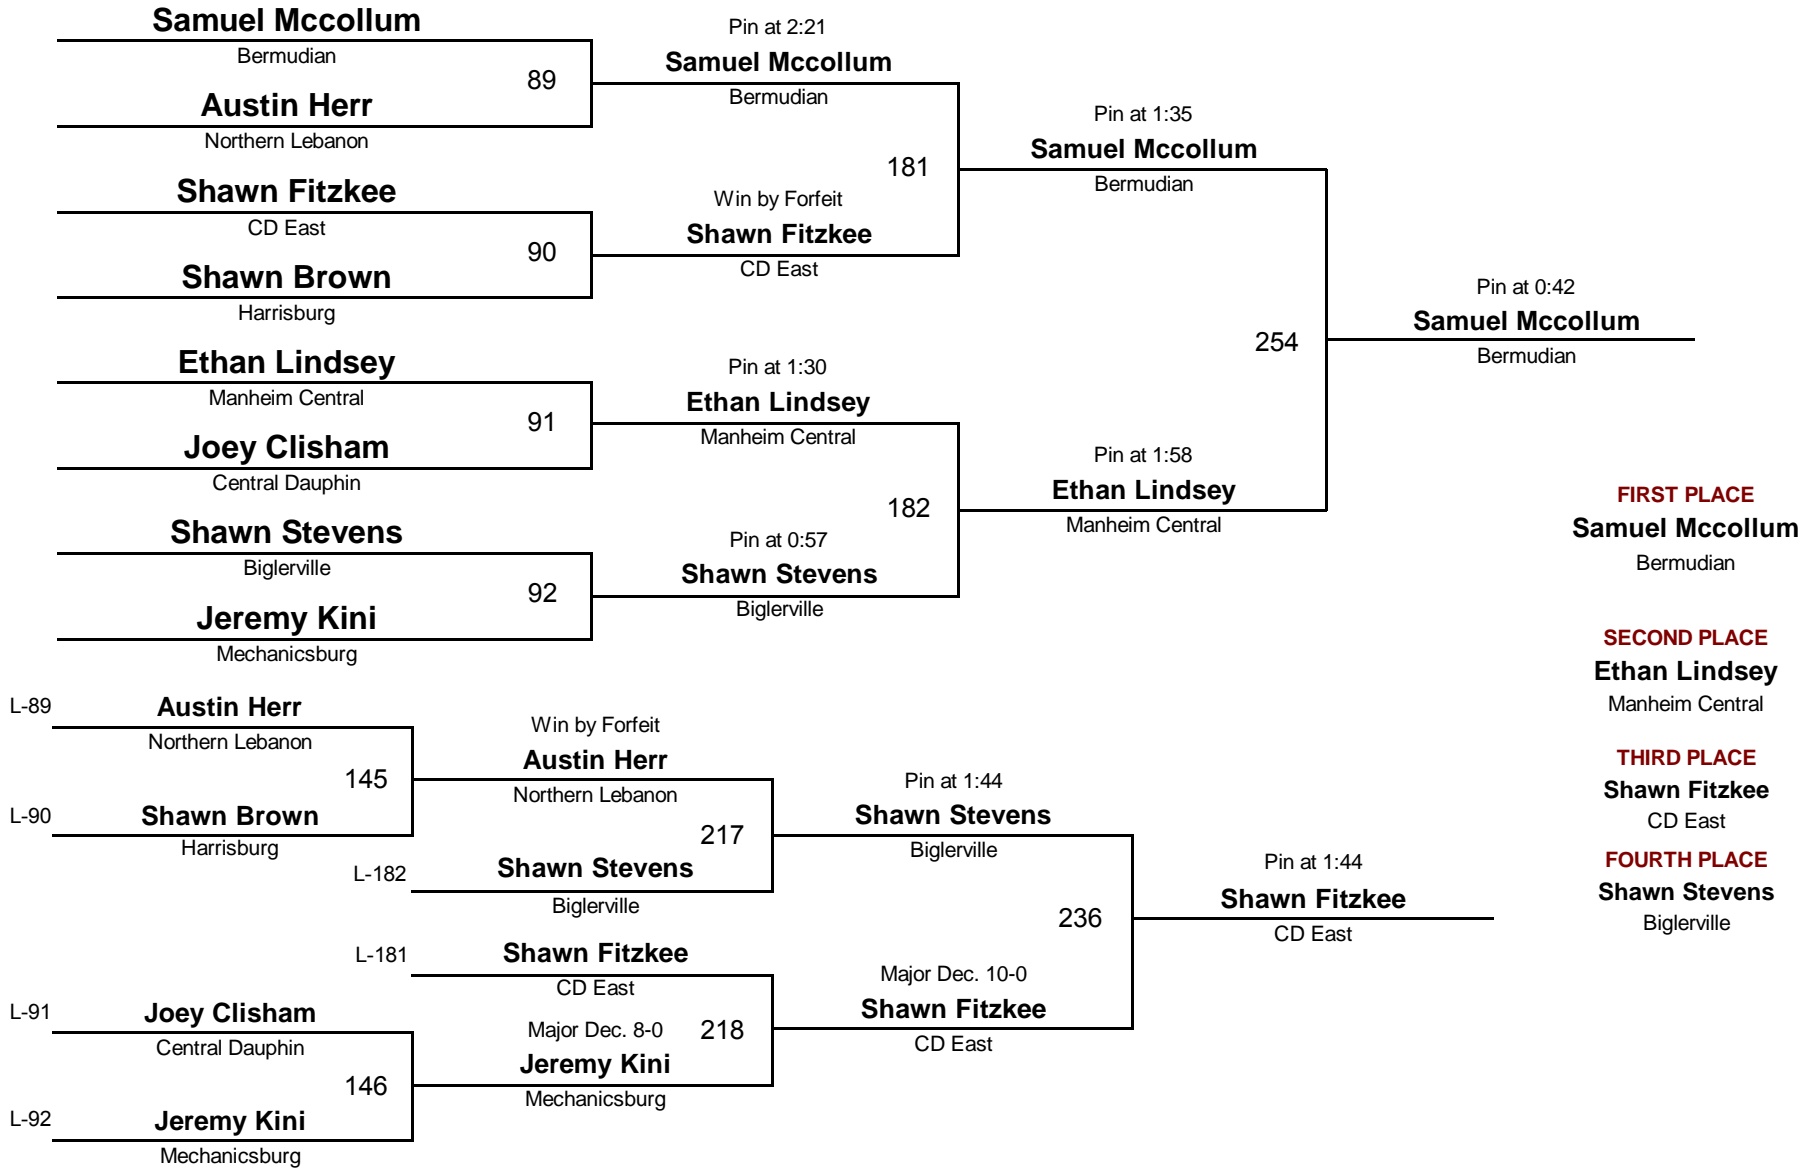 Samuel Mccollum
Bermudian
89
Austin Herr
Northern Lebanon
Shawn Fitzkee
CD East
90
Shawn Brown
Harrisburg
Ethan Lindsey
Manheim Central
91
Joey Clisham
Central Dauphin
Shawn Stevens
Biglerville
92
Jeremy Kini
Mechanicsburg
Pin at 2:21
Samuel Mccollum
Bermudian
181
Win by Forfeit
Shawn Fitzkee
CD East
Pin at 1:30
Ethan Lindsey
Manheim Central
182
Pin at 0:57
Shawn Stevens
Biglerville
Pin at 1:35
Samuel Mccollum
Bermudian
254
Pin at 1:58
Ethan Lindsey
Manheim Central
Pin at 0:42
Samuel Mccollum
Bermudian
FIRST PLACE
Samuel Mccollum
Bermudian
SECOND PLACE
Ethan Lindsey
Manheim Central
THIRD PLACE
Shawn Fitzkee
CD East
FOURTH PLACE
Shawn Stevens
Biglerville
L-89
Austin Herr
Northern Lebanon
145
L-90
Shawn Brown
Harrisburg
L-91
Joey Clisham
Central Dauphin
146
L-92
Jeremy Kini
Mechanicsburg
Win by Forfeit
Austin Herr
Northern Lebanon
217
L-182
Shawn Stevens
Biglerville
L-181
Shawn Fitzkee
CD East
218
Major Dec. 8-0
Jeremy Kini
Mechanicsburg
Pin at 1:44
Shawn Stevens
Biglerville
236
Major Dec. 10-0
Shawn Fitzkee
CD East
Pin at 1:44
Shawn Fitzkee
CD East